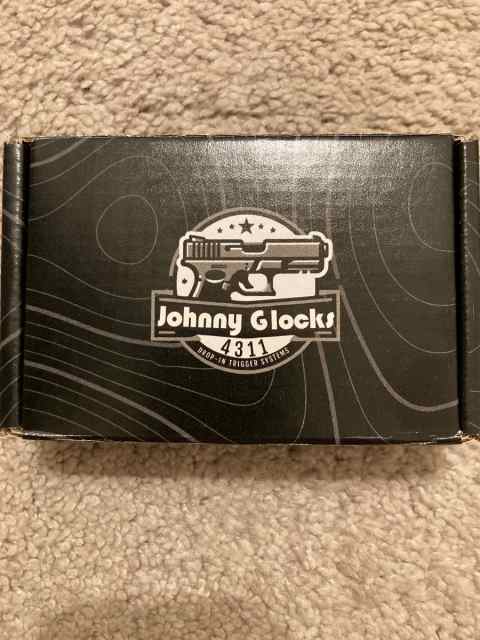 Johnny Glocks
4311
DROP-IN TRIGGER SYSTEMS